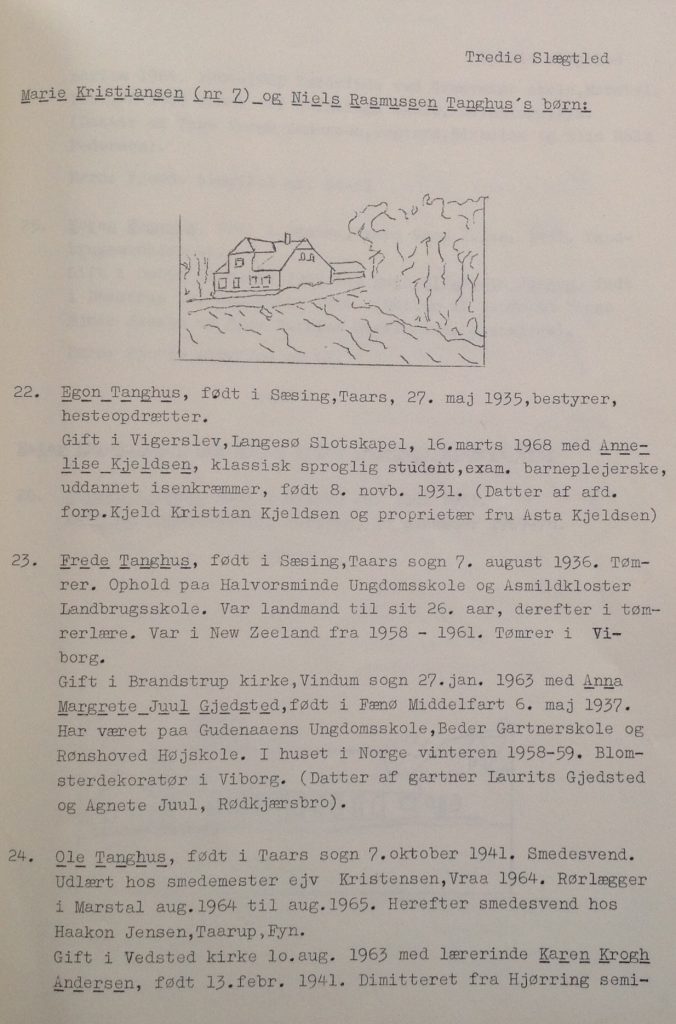 Tredie Slægtled
Marie Kristiansen (nr 7) og Niels Rasmussen Tanghus's børn:
22. Egon Tanghus, født i Sæsing,Taars, 27. maj 1935,bestyrer,
hesteopdrætter.
Gift i Vigerslev,Langesø Slotskapel, 16.marts 1968 med Anne-
lise Kjeldsen, klassisk sproglig student,exam. barneplejerske,
uddannet isenkræmmer, født 8. novb. 1931. (Datter af afd.
forp.Kjeld Kristian Kjeldsen og proprietær fru Asta Kjeldsen)
23. Frede Tanghus, født i Sæsing,Taars sogn 7. august 1936. Tøm-
rer. Ophold paa Halvorsminde Ungdomsskole og Asmildkloster
Landbrugsskole. Var landmand til sit 26. aar, derefter i tøm-
rerlære. Var i New Zeeland fra 1958 - 1961. Tømrer i Vi-
borg.
Gift i Brandstrup kirke,Vindum sogn 27.jan. 1963 med Anna
Margrete Juul Gjedsted,født i Fænø Middelfart 6. maj 1937.
Har været paa Gudenaaens Ungdomsskole,Beder Gartnerskole og
Rønshoved Højskole. I huset i Norge vinteren 1958-59. Blom-
sterdekoratør i Viborg. (Datter af gartner Laurits Gjedsted
og Agnete Juul, Rødkjærsbro).
24. Ole Tanghus, født i Taars sogn 7.oktober 1941. Smedesvend.
Udlært hos smedemester ejv Kristensen,Vraa 1964. Rørlægger
i Marstal aug.1964 til aug.1965. Herefter smedesvend hos
Haakon Jensen,Taarup,Fyn.
Gift i Vedsted kirke lo.aug. 1963 med lærerinde Karen Krogh
Andersen, født 13.febr. 1941. Dimitteret fra Hjørring semi-